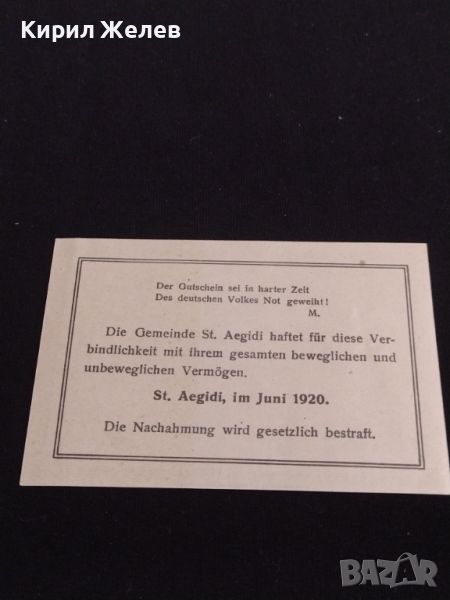 Кирил Желев
Der Gutschein sei in harter Zeit
Des deutschen Volkes Not geweiht!
M.
Die Gemeinde St. Aegidi haftet für diese Ver-
bindlichkeit mit ihrem gesamten beweglichen und
unbeweglichen Vermögen.
St. Aegidi, im Juni 1920.
Die Nachahmung wird gesetzlich bestraft.
BAZAR